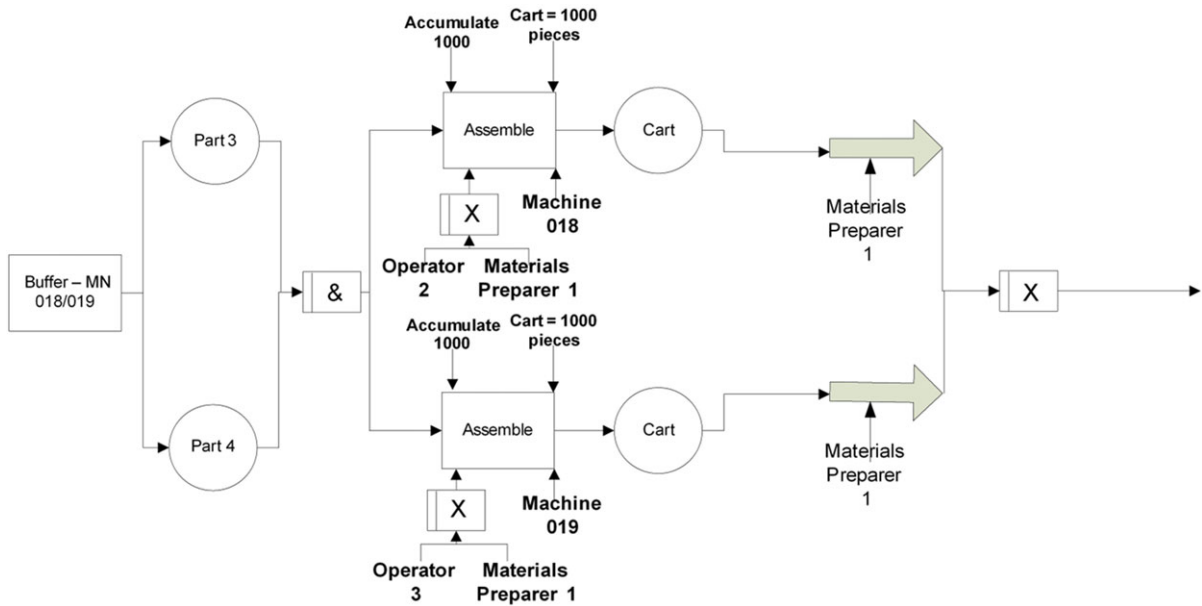 Accumulate
1000
Cart = 1000
pieces
Part 3
Assemble
Cart
X
Machine
018
Materials
Preparer
1
Operator
2
Materials
Preparer 1
Buffer – MN
018/019
&
X
Accumulate
1000
Cart = 1000
pieces
Part 4
Assemble
Cart
X
Machine
019
Materials
Preparer
1
Operator
3
Materials
Preparer 1